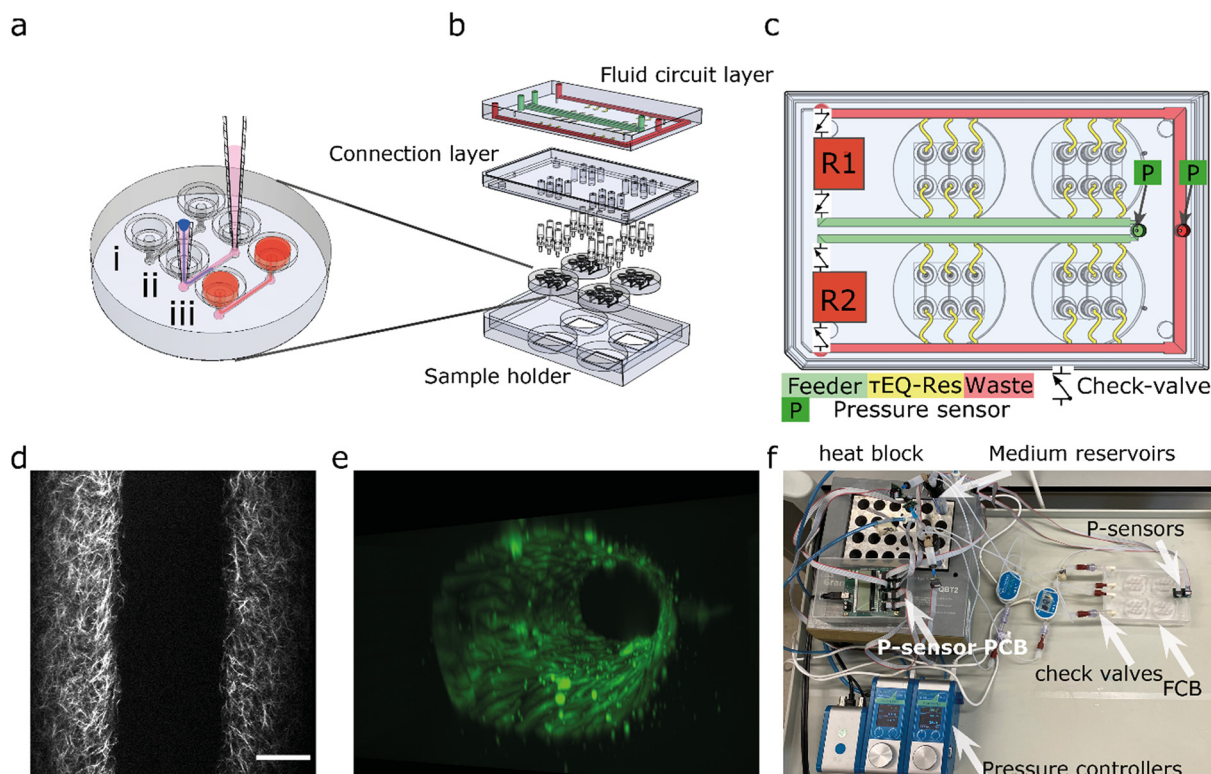 a
b
c
Fluid circuit layer
Connection layer
Sample holder
i
ii
iii
R1
R2
P
P
Feeder τEQ-Res Waste
Check-valve
P Pressure sensor
d
e
f
heat block
Medium reservoirs
P-sensors
QBT2
P-sensor PCB
check valves
FCB
Pressure controllers